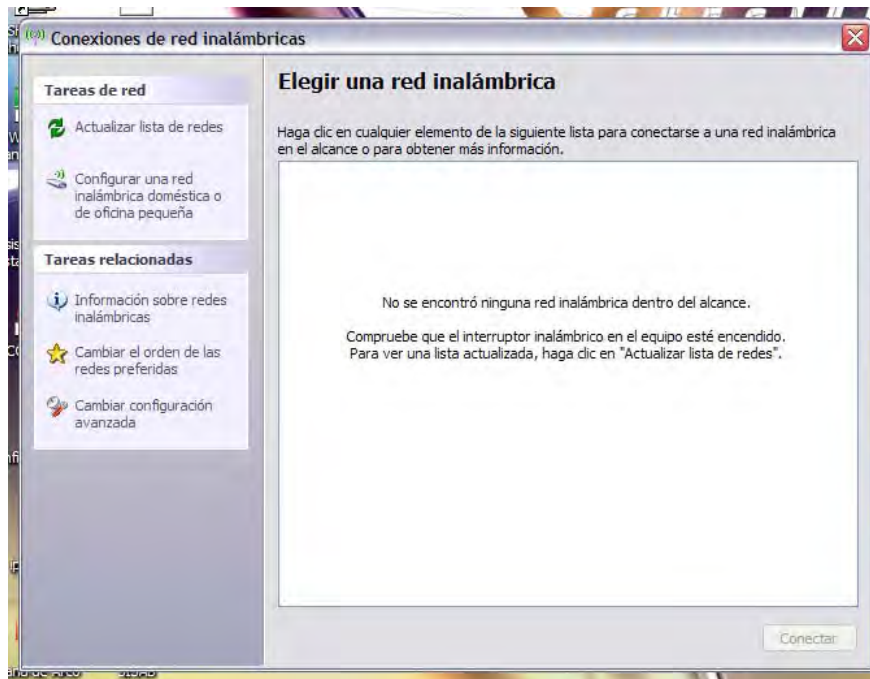 Conexiones de red inalámbricas
Tareas de red
Actualizar lista de redes
Configurar una red
inalámbrica doméstica o
de oficina pequeña
Tareas relacionadas
Información sobre redes
inalámbricas
Cambiar el orden de las
redes preferidas
Cambiar configuración
avanzada
Elegir una red inalámbrica
Haga clic en cualquier elemento de la siguiente lista para conectarse a una red inalámbrica
en el alcance o para obtener más información.
No se encontró ninguna red inalámbrica dentro del alcance.
Compruebe que el interruptor inalámbrico en el equipo esté encendido.
Para ver una lista actualizada, haga clic en "Actualizar lista de redes".
Conectar